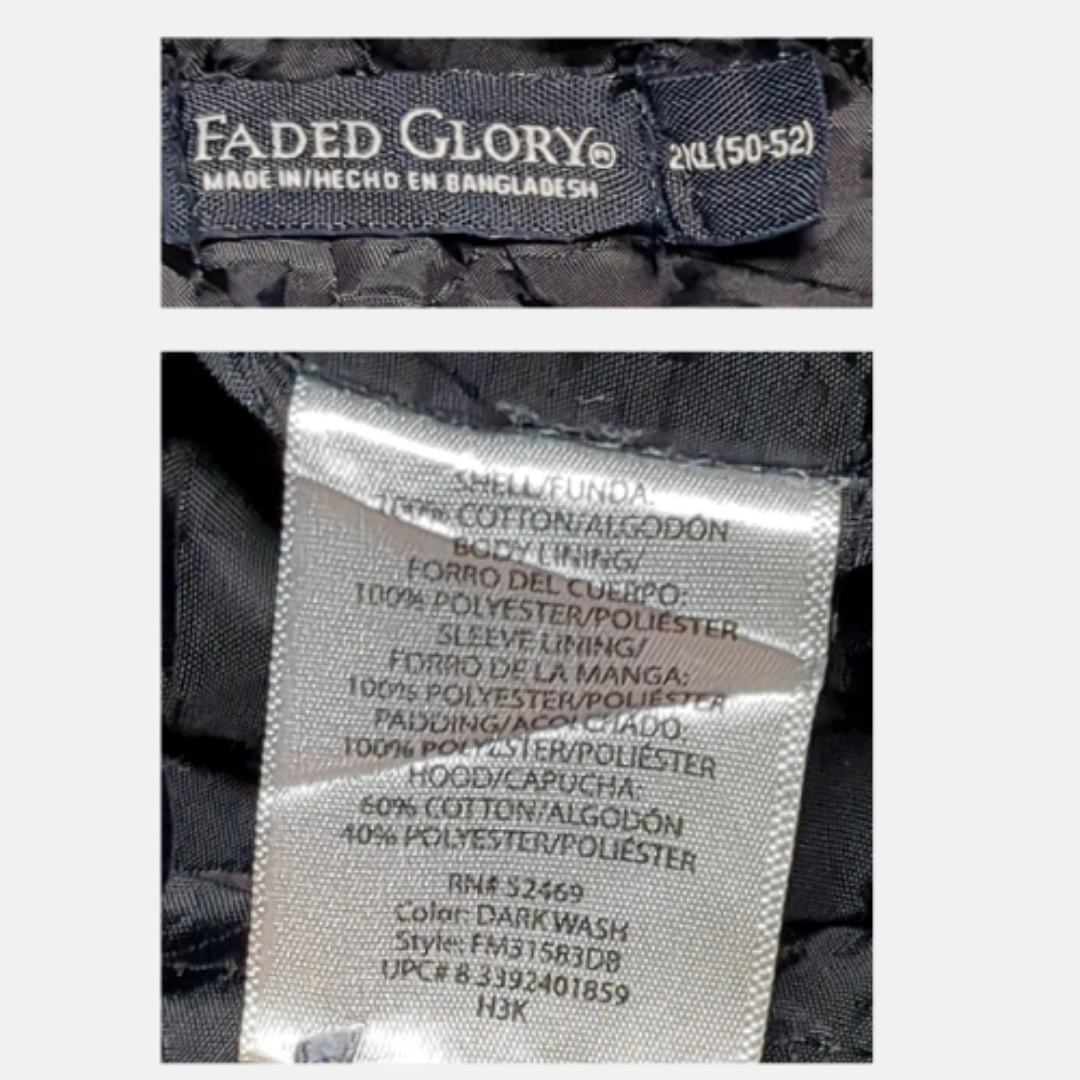 FADED GLORY®
MADE IN/HECHO EN BANGLADESH
2XL (50-52)
SHELL/FUNDA:
100% COTTON/ALGODÓN
BODY LINING/
FORRO DEL CUERPO:
100% POLYESTER/POLIÉSTER
SLEEVE LINING/
FORRO DE LA MANGA:
100% POLYESTER/POLIÉSTER
PADDING/ACOLCHADO:
100% POLYESTER/POLIÉSTER
HOOD/CAPUCHA:
60% COTTON/ALGODÓN
40% POLYESTER/POLIÉSTER
RN# 52469
Color: DARK WASH
Style: FM31583DB
UPC# 8 3392401859
H3K